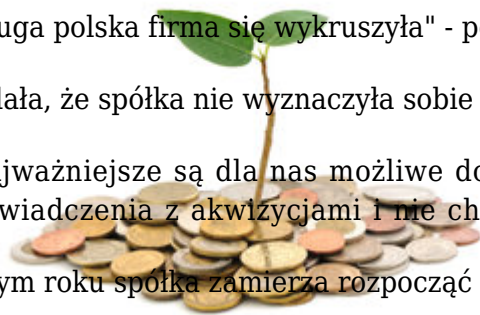 uga polska firma się wykruszyła" - p
ała, że spółka nie wyznaczyła sobie
jważniejsze są dla nas możliwe do
wiadczenia z akwizycjami i nie ch
ym roku spółka zamierza rozpocząć